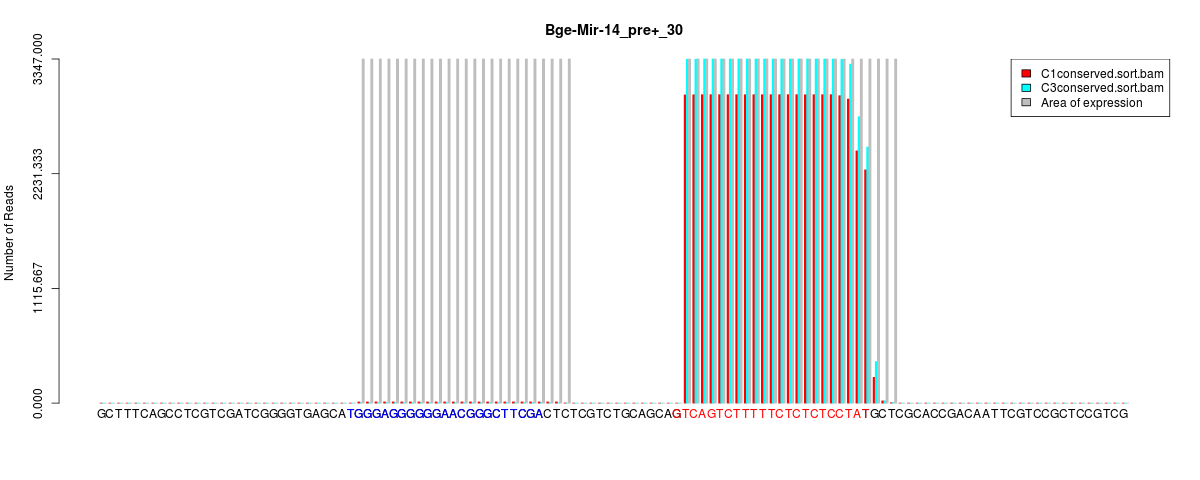 Bge-Mir-14_pre+_30
C1conserved.sort.bam
C3conserved.sort.bam
Area of expression
Number of Reads
3347.000
2231.333
1115.667
0.000
GCTTTCAGCCTCGTCGATCGGGGTGAGCATGGGAGGGGGGAACGGGCTTCGACTCTCGTCTGCAGCAGTCAGTCTTTTTCTCTCTCCTATGCTCGCACCGACAATTCGTCCGCTCCGTCG